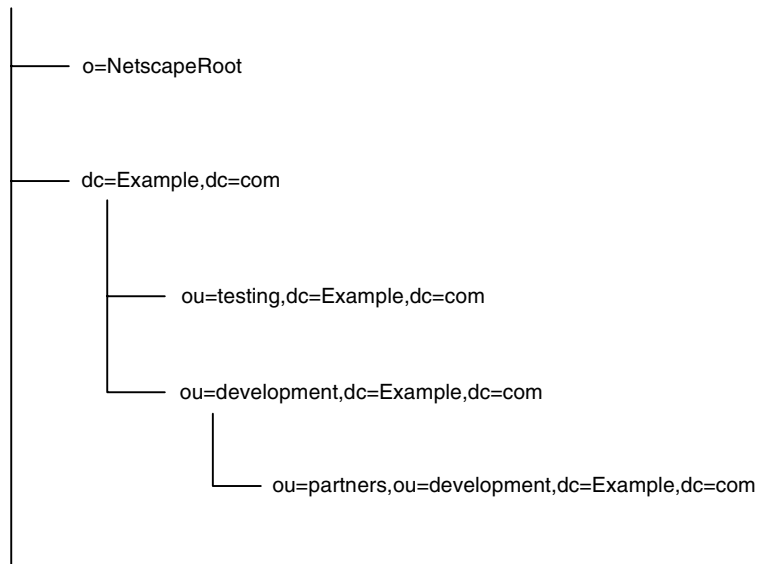 o=NetscapeRoot
dc=Example,dc=com
ou=testing,dc=Example,dc=com
ou=development,dc=Example,dc=com
ou=partners,ou=development,dc=Example,dc=com